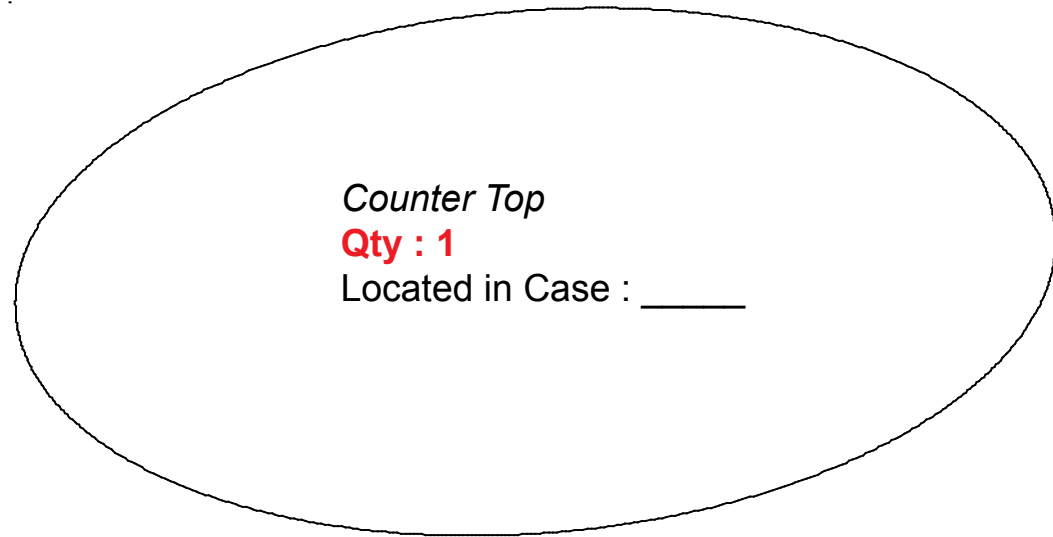 Counter Top
Qty : 1
Located in Case : _____